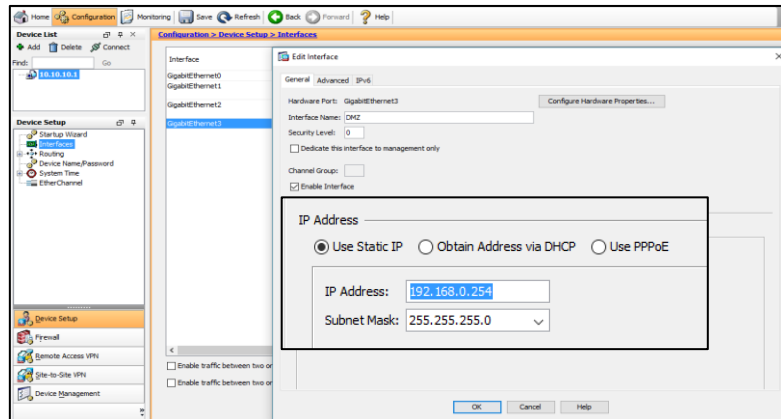 Home Configuration Monitoring Save Refresh Back Forward Help
Device List
Add Delete Connect
Find: Go
10.10.10.1
Device Setup
Startup Wizard
Interfaces
Routing
Device Name/Password
System Time
EtherChannel
Device Setup
Firewall
Remote Access VPN
Site-to-Site VPN
Device Management
Configuration > Device Setup > Interfaces
Interface
GigabitEthernet0
GigabitEthernet1
GigabitEthernet2
GigabitEthernet3
Enable traffic between two or
Enable traffic between two or
Edit Interface
General Advanced IPv6
Hardware Port: GigabitEthernet3 Configure Hardware Properties...
Interface Name: DMZ
Security Level: 0
Dedicate this interface to management only
Channel Group:
Enable Interface
IP Address
Use Static IP Obtain Address via DHCP Use PPPoE
IP Address: 192.168.0.254
Subnet Mask: 255.255.255.0
OK Cancel Help